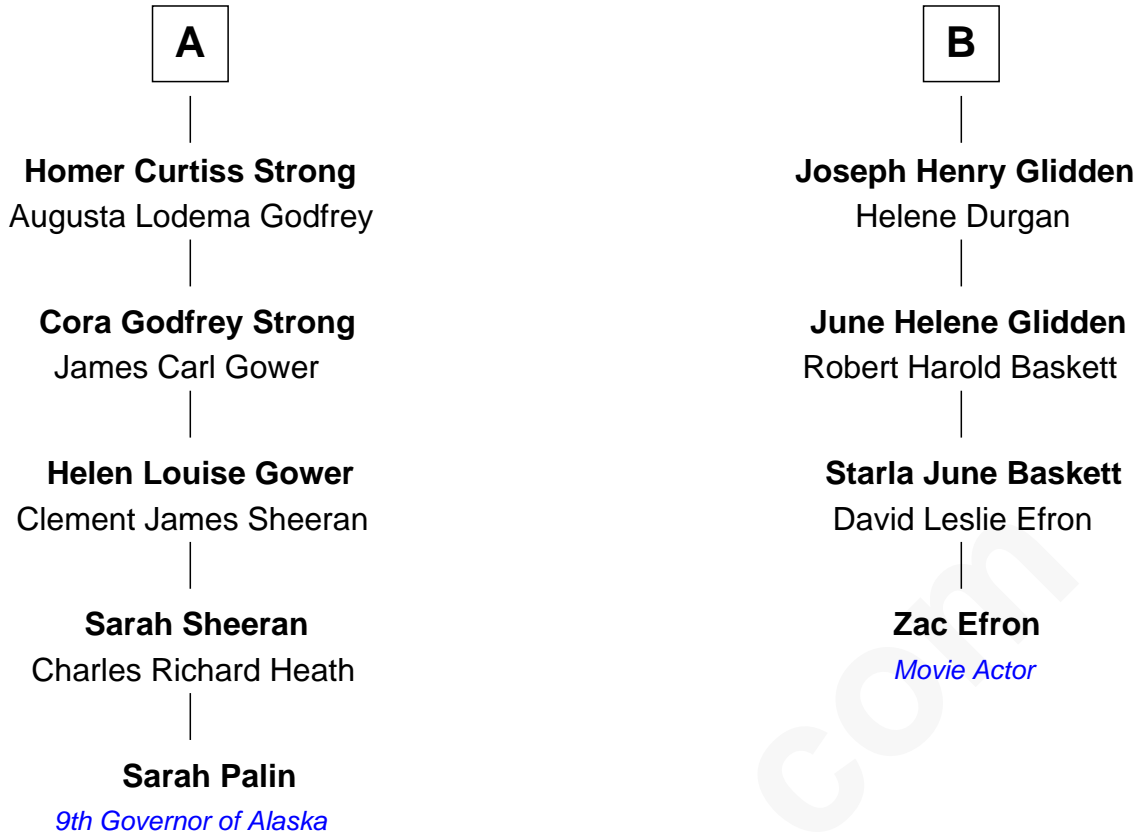 A
Homer Curtiss Strong
Augusta Lodema Godfrey
Cora Godfrey Strong
James Carl Gower
Helen Louise Gower
Clement James Sheeran
Sarah Sheeran
Charles Richard Heath
Sarah Palin
9th Governor of Alaska
B
Joseph Henry Glidden
Helene Durgan
June Helene Glidden
Robert Harold Baskett
Starla June Baskett
David Leslie Efron
Zac Efron
Movie Actor
com